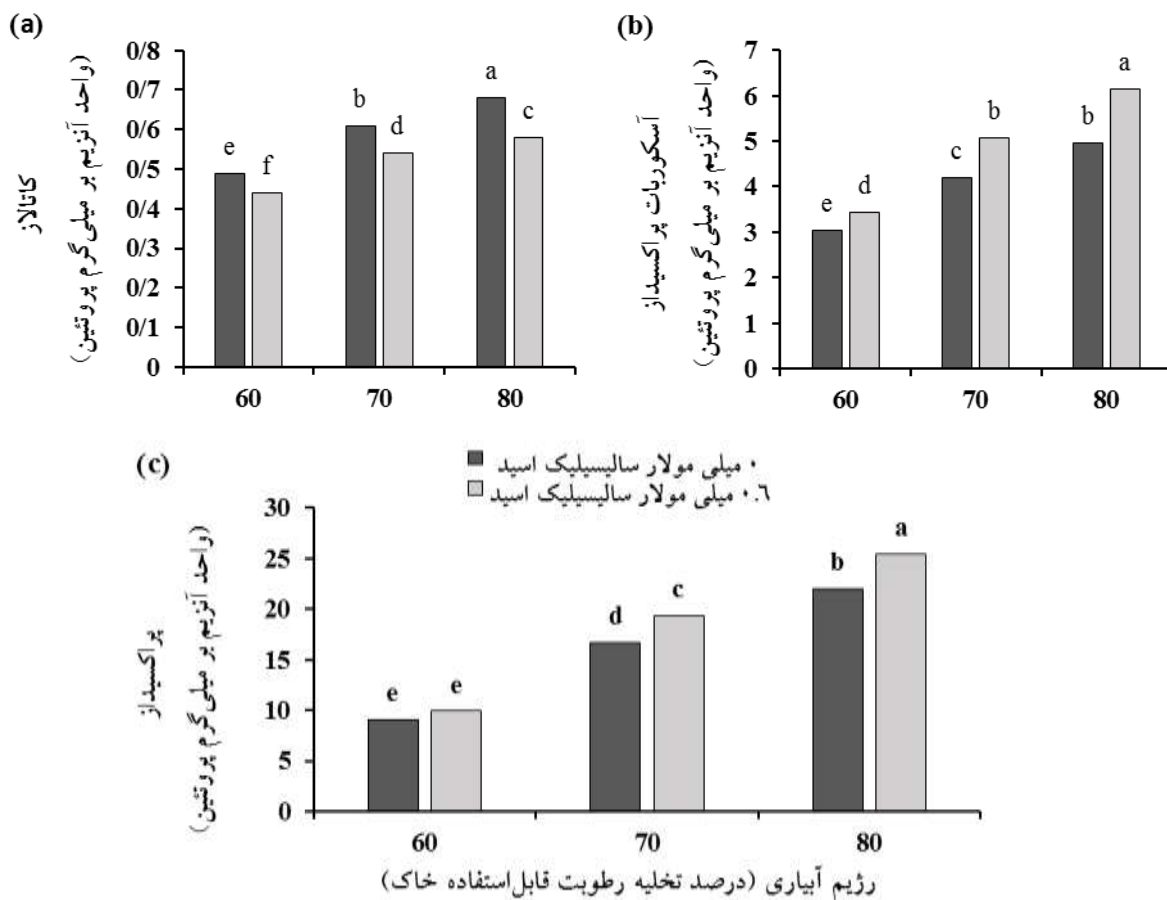 (a)
کاتالاز
(واحد آنزیم بر میلی‌گرم پروتئین)
0/8
0/7
0/6
0/5
0/4
0/3
0/2
0/1
0
e
f
b
d
a
c
60
70
80
(b)
آسکوربات پراکسیداز
(واحد آنزیم بر میلی‌گرم پروتئین)
7
6
5
4
3
2
1
0
e
d
c
b
b
a
60
70
80
(c)
۰ میلی مولار سالیسیلیک اسید
۰.٦ میلی مولار سالیسیلیک اسید
پراکسیداز
(واحد آنزیم بر میلی‌گرم پروتئین)
30
25
20
15
10
5
0
e
e
d
c
b
a
60
70
80
رژیم آبیاری (درصد تخلیه رطوبت قابل‌استفاده خاک)